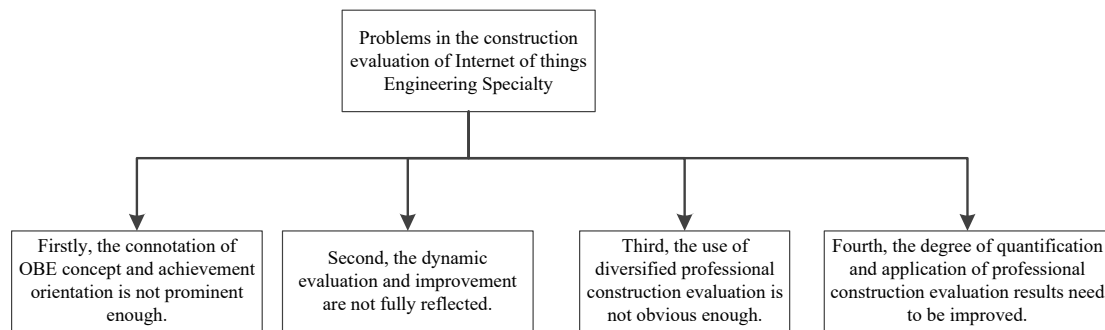 Problems in the construction
evaluation of Internet of things
Engineering Specialty
Firstly, the connotation of
OBE concept and achievement
orientation is not prominent
enough.
Second, the dynamic
evaluation and improvement
are not fully reflected.
Third, the use of
diversified professional
construction evaluation is
not obvious enough.
Fourth, the degree of quantification
and application of professional
construction evaluation results need
to be improved.